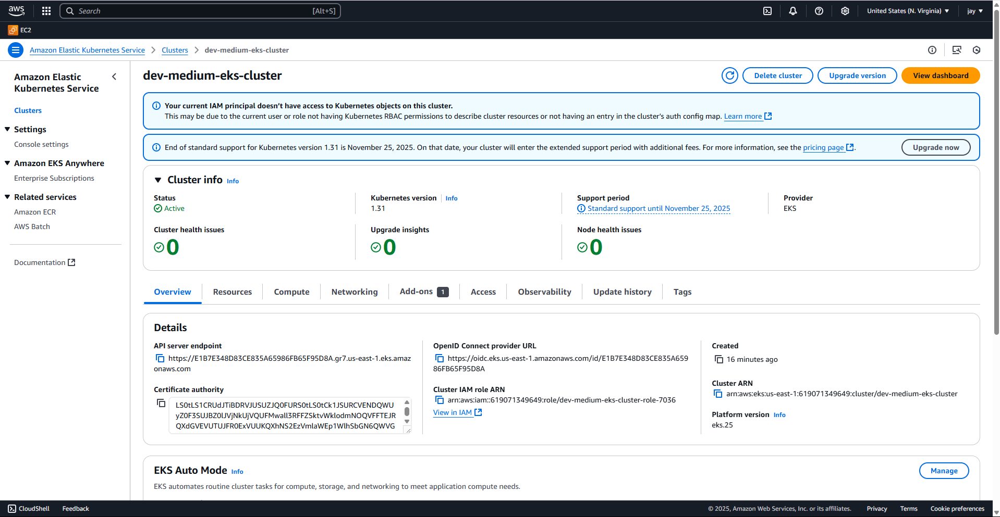 aws
Search [Alt+S]
United States (N. Virginia)
jay
EC2
Amazon Elastic Kubernetes Service
Clusters
dev-medium-eks-cluster
Amazon Elastic
Kubernetes Service
Clusters
Settings
Console settings
Amazon EKS Anywhere
Enterprise Subscriptions
Related services
Amazon ECR
AWS Batch
Documentation
dev-medium-eks-cluster
Delete cluster
Upgrade version
View dashboard
Your current IAM principal doesn't have access to Kubernetes objects on this cluster.
This may be due to the current user or role not having Kubernetes RBAC permissions to describe cluster resources or not having an entry in the cluster's auth config map. Learn more
End of standard support for Kubernetes version 1.31 is November 25, 2025. On that date, your cluster will enter the extended support period with additional fees. For more information, see the pricing page.
Upgrade now
Cluster info Info
Status
Active
Kubernetes version Info
1.31
Support period
Standard support until November 25, 2025
Provider
EKS
Cluster health issues
0
Upgrade insights
0
Node health issues
0
Overview
Resources
Compute
Networking
Add-ons 1
Access
Observability
Update history
Tags
Details
API server endpoint
https://E1B7E348D83CE835A65986FB65F95D8A.gr7.us-east-1.eks.amaz
onaws.com
Certificate authority
LS0tLS1CRUdJTiBDRVJUSUZJQ0FURS0tLS0tCk1JSURCVENDQWU
yZ0F3SUJBZ0lJVjNkUjVQUFMwall3RFFZSktvWklodmNOQVFFTEJR
QXdGVEVUTUJFR0ExVUUKQXhNS2EzVmlaWEp1WlhSbGN6QWVG
OpenID Connect provider URL
https://oidc.eks.us-east-1.amazonaws.com/id/E1B7E348D83CE835A659
86FB65F95D8A
Cluster IAM role ARN
arn:aws:iam::619071349649:role/dev-medium-eks-cluster-role-7036
View in IAM
Created
16 minutes ago
Cluster ARN
arn:aws:eks:us-east-1:619071349649:cluster/dev-medium-eks-cluster
Platform version Info
eks.25
EKS Auto Mode Info
Manage
EKS automates routine cluster tasks for compute, storage, and networking to meet application compute needs.
CloudShell
Feedback
© 2025, Amazon Web Services, Inc. or its affiliates.
Privacy
Terms
Cookie preferences